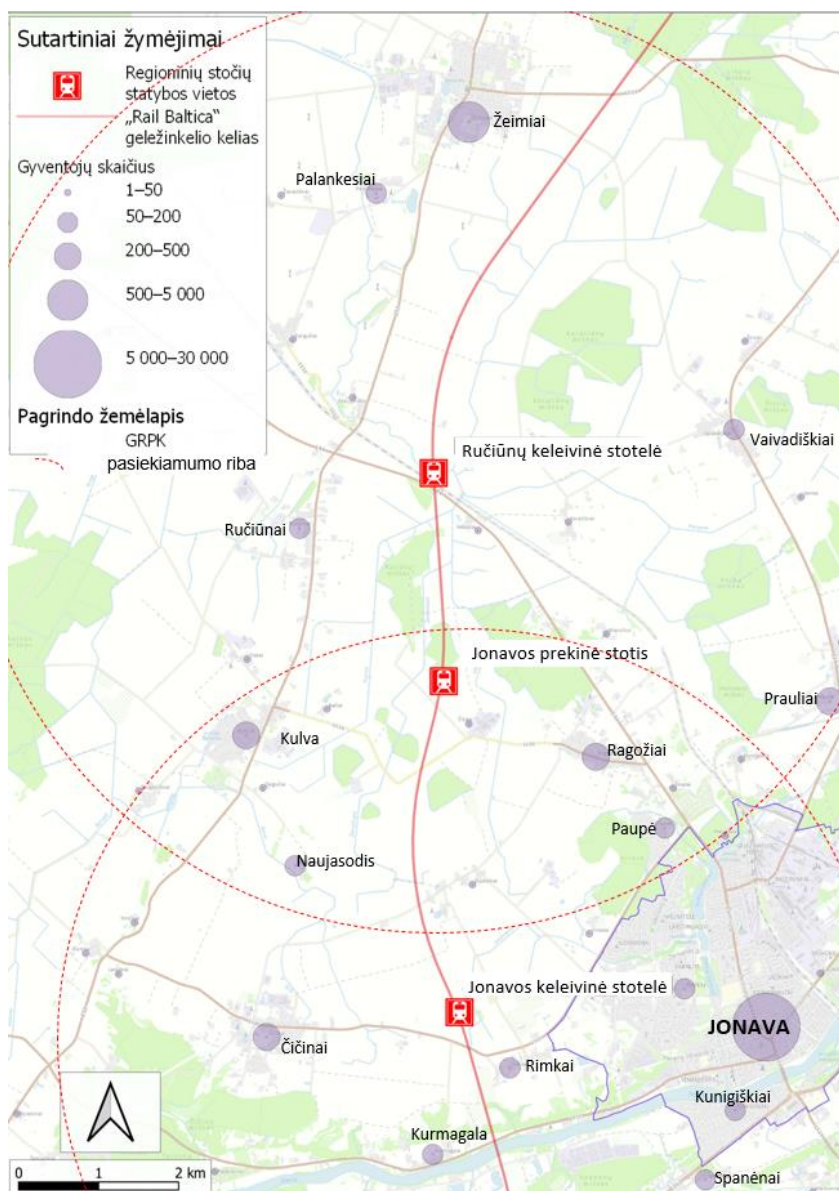 Sutartiniai žymėjimai
Regioninių stočių
statybos vietos
„Rail Baltica“
geležinkelio kelias
Gyventojų skaičius
1–50
50–200
200–500
500–5 000
5 000–30 000
Pagrindo žemėlapis
GRPK
pasiekiamumo riba
Žeimiai
Palankesiai
Vaivadiškiai
Ručiūnų keleivinė stotelė
Ručiūnai
Jonavos prekinė stotis
Prauliai
Kulva
Ragožiai
Paupė
Naujasodis
Jonavos keleivinė stotelė
JONAVA
Čičinai
Rimkai
Kunigiškiai
Kurmagala
Spanėnai
0 1 2 km